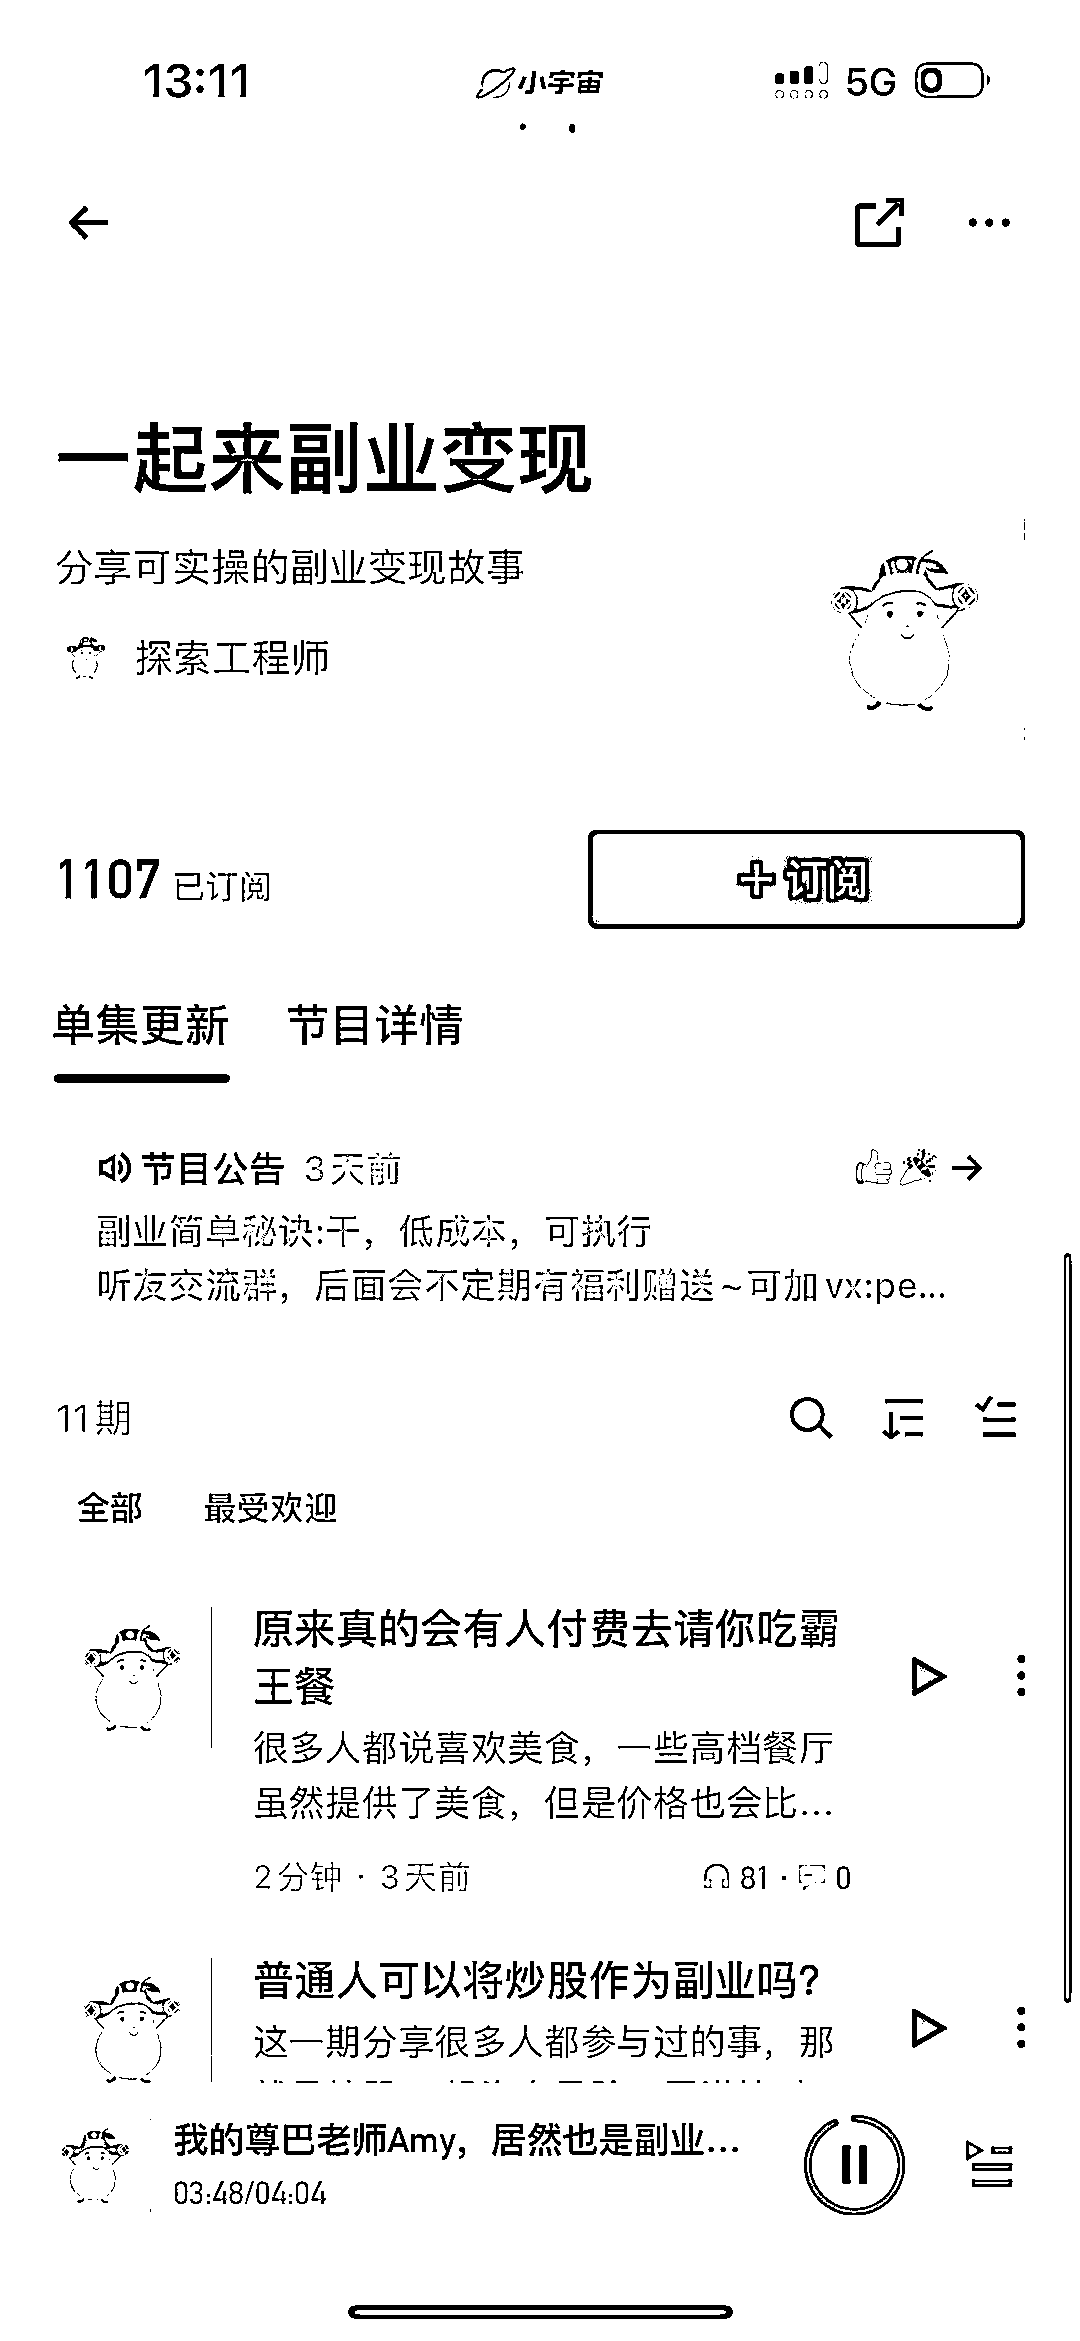 13:11
小宇宙
5G
一起来副业变现
分享可实操的副业变现故事
探索工程师
1107 已订阅
+ 订阅
单集更新 节目详情
节目公告 3天前
副业简单秘诀:干，低成本，可执行
听友交流群，后面会不定期有福利赠送~可加vx:pe...
11期
全部 最受欢迎
原来真的会有人付费去请你吃霸
王餐
很多人都说喜欢美食，一些高档餐厅
虽然提供了美食，但是价格也会比...
2分钟 · 3天前 81 · 0
普通人可以将炒股作为副业吗?
这一期分享很多人都参与过的事，那
我的尊巴老师Amy，居然也是副业...
03:48/04:04